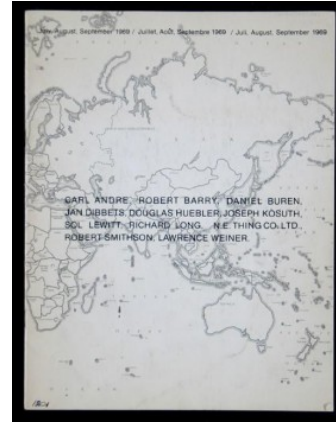 July, August, September 1969 / Juillet, Août, Septembre 1969 / Juli, August, September 1969
CARL ANDRE, ROBERT BARRY, DANIEL BUREN,
JAN DIBBETS, DOUGLAS HUEBLER, JOSEPH KOSUTH,
SOL LEWITT, RICHARD LONG, N.E. THING CO. LTD.,
ROBERT SMITHSON, LAWRENCE WEINER.